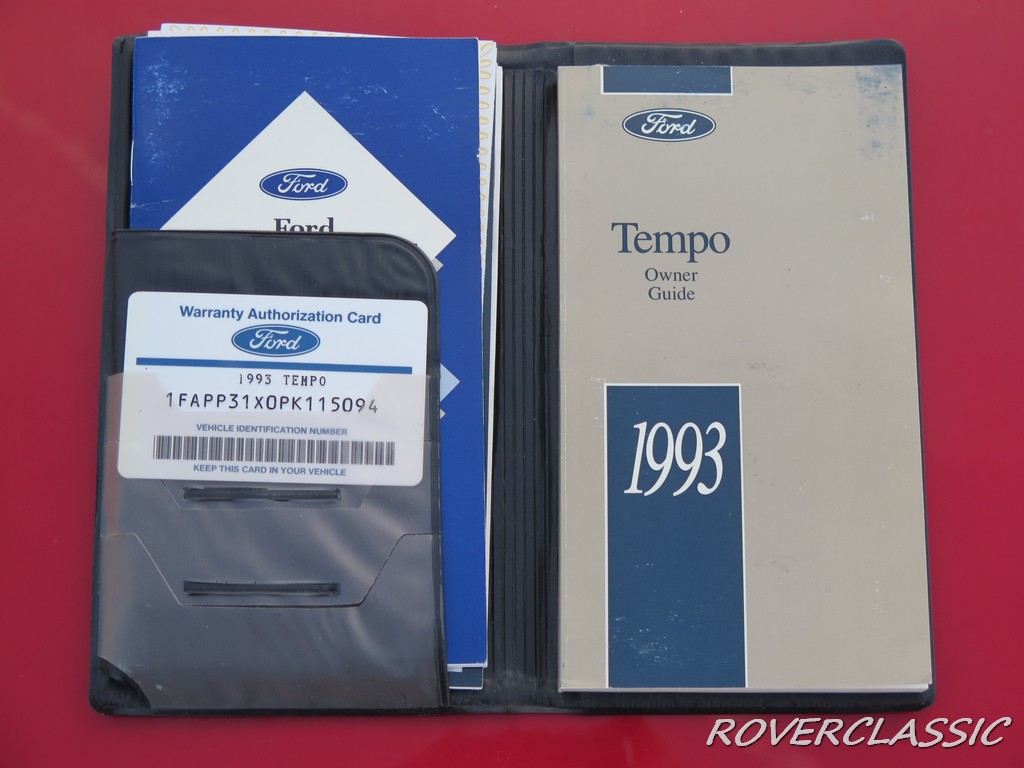 Ford
Ford
Warranty Authorization Card
Ford
1993 TEMPO
1FAPP31X0PK115094
VEHICLE IDENTIFICATION NUMBER
KEEP THIS CARD IN YOUR VEHICLE
Ford
Tempo
Owner
Guide
1993
ROVERCLASSIC